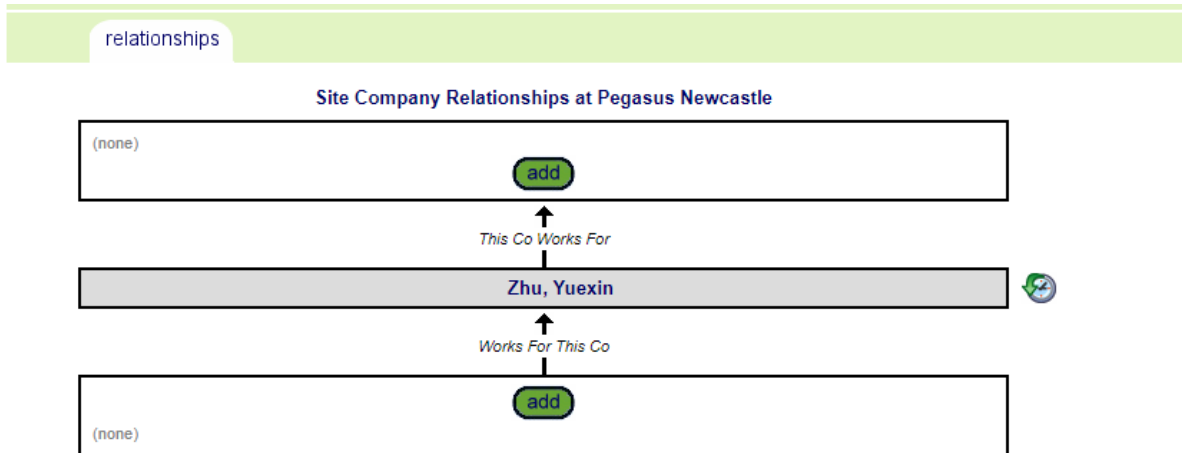 relationships
Site Company Relationships at Pegasus Newcastle
(none)
add
This Co Works For
Zhu, Yuexin
Works For This Co
add
(none)